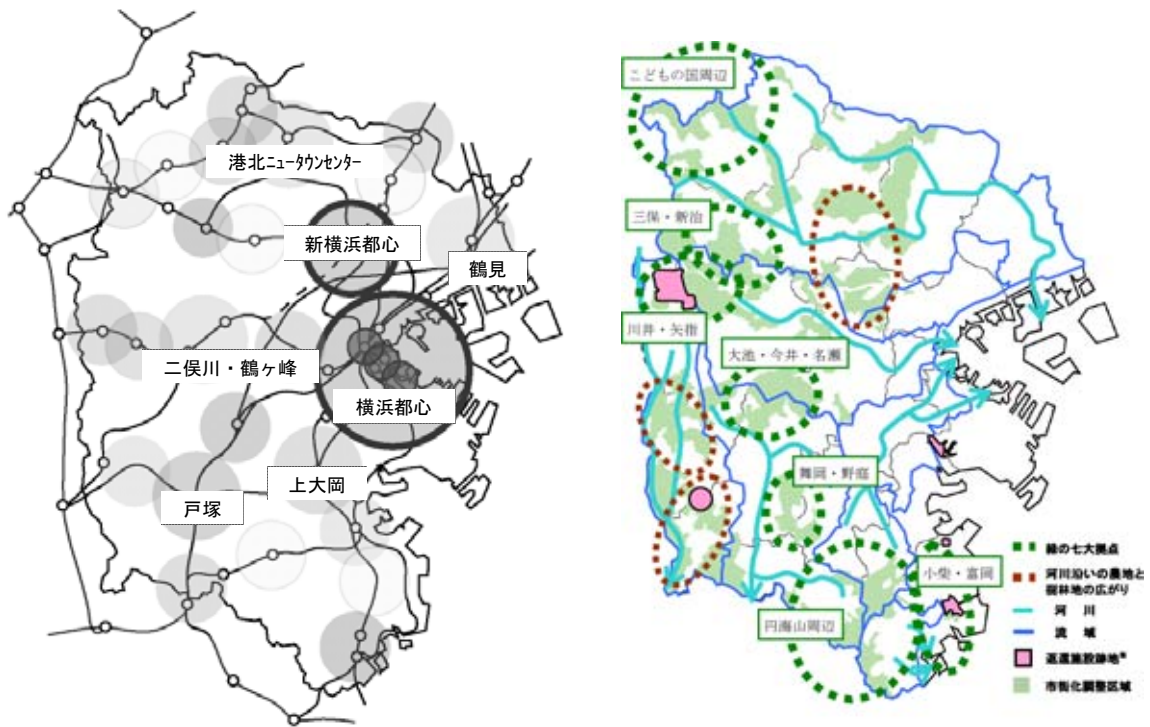 港北ﾆｭｰﾀｳﾝセンター
新横浜都心
鶴見
二俣川・鶴ヶ峰
横浜都心
上大岡
戸塚
こどもの国周辺
三保・新治
川井・矢指
大池・今井・名瀬
舞岡・野庭
小柴・富岡
円海山周辺
緑の七大拠点
河川沿いの農地と
樹林地の広がり
河川
流域
返還施設跡地*
市街化調整区域